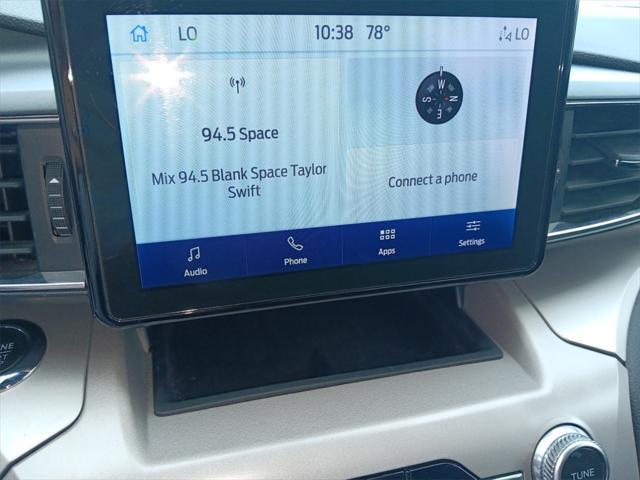 LO
10:38 78°
LO
94.5 Space
Mix 94.5 Blank Space Taylor
Swift
W
S N
E
Connect a phone
Audio
Phone
Apps
Settings
TUNE